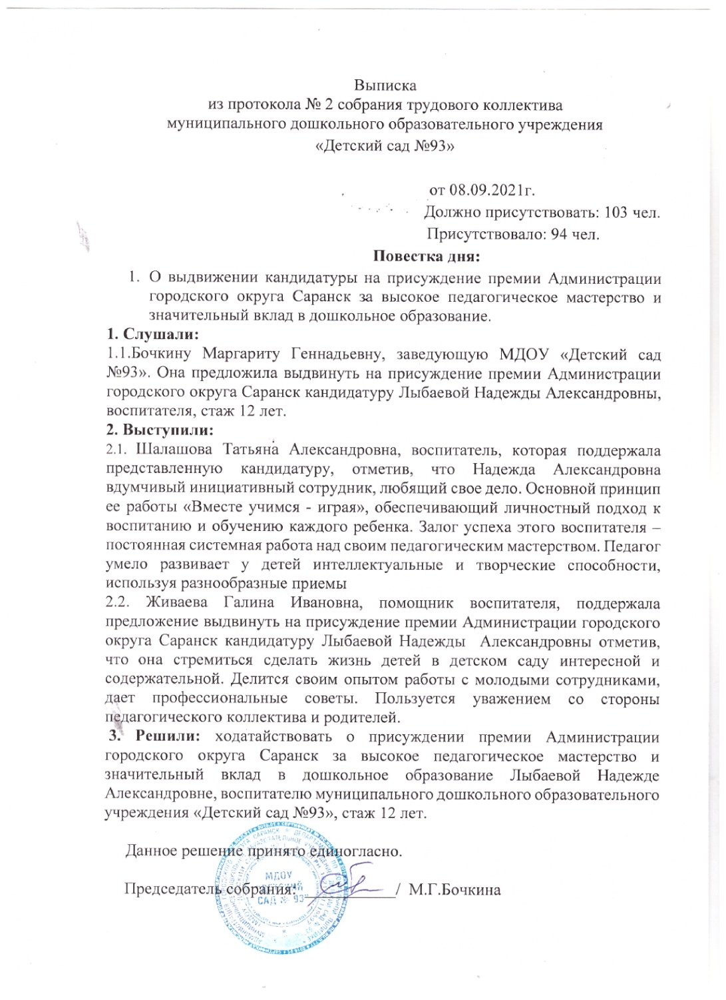 Выписка
из протокола № 2 собрания трудового коллектива
муниципального дошкольного образовательного учреждения
«Детский сад №93»
от 08.09.2021г.
Должно присутствовать: 103 чел.
Присутствовало: 94 чел.
Повестка дня:
1. О выдвижении кандидатуры на присуждение премии Администрации
городского округа Саранск за высокое педагогическое мастерство и
значительный вклад в дошкольное образование.
1. Слушали:
1.1.Бочкину Маргариту Геннадьевну, заведующую МДОУ «Детский сад
№93». Она предложила выдвинуть на присуждение премии Администрации
городского округа Саранск кандидатуру Лыбаевой Надежды Александровны,
воспитателя, стаж 12 лет.
2. Выступили:
2.1. Шалашова Татьяна Александровна, воспитатель, которая поддержала
представленную кандидатуру, отметив, что Надежда Александровна
вдумчивый инициативный сотрудник, любящий свое дело. Основной принцип
ее работы «Вместе учимся - играя», обеспечивающий личностный подход к
воспитанию и обучению каждого ребенка. Залог успеха этого воспитателя –
постоянная системная работа над своим педагогическим мастерством. Педагог
умело развивает у детей интеллектуальные и творческие способности,
используя разнообразные приемы
2.2. Живаева Галина Ивановна, помощник воспитателя, поддержала
предложение выдвинуть на присуждение премии Администрации городского
округа Саранск кандидатуру Лыбаевой Надежды Александровны отметив,
что она стремиться сделать жизнь детей в детском саду интересной и
содержательной. Делится своим опытом работы с молодыми сотрудниками,
дает профессиональные советы. Пользуется уважением со стороны
педагогического коллектива и родителей.
3. Решили: ходатайствовать о присуждении премии Администрации
городского округа Саранск за высокое педагогическое мастерство и
значительный вклад в дошкольное образование Лыбаевой Надежде
Александровне, воспитателю муниципального дошкольного образовательного
учреждения «Детский сад №93», стаж 12 лет.
Данное решение принято единогласно.
Председатель собрания: / М.Г.Бочкина
МДОУ
"ДЕТСКИЙ
САД № 93"